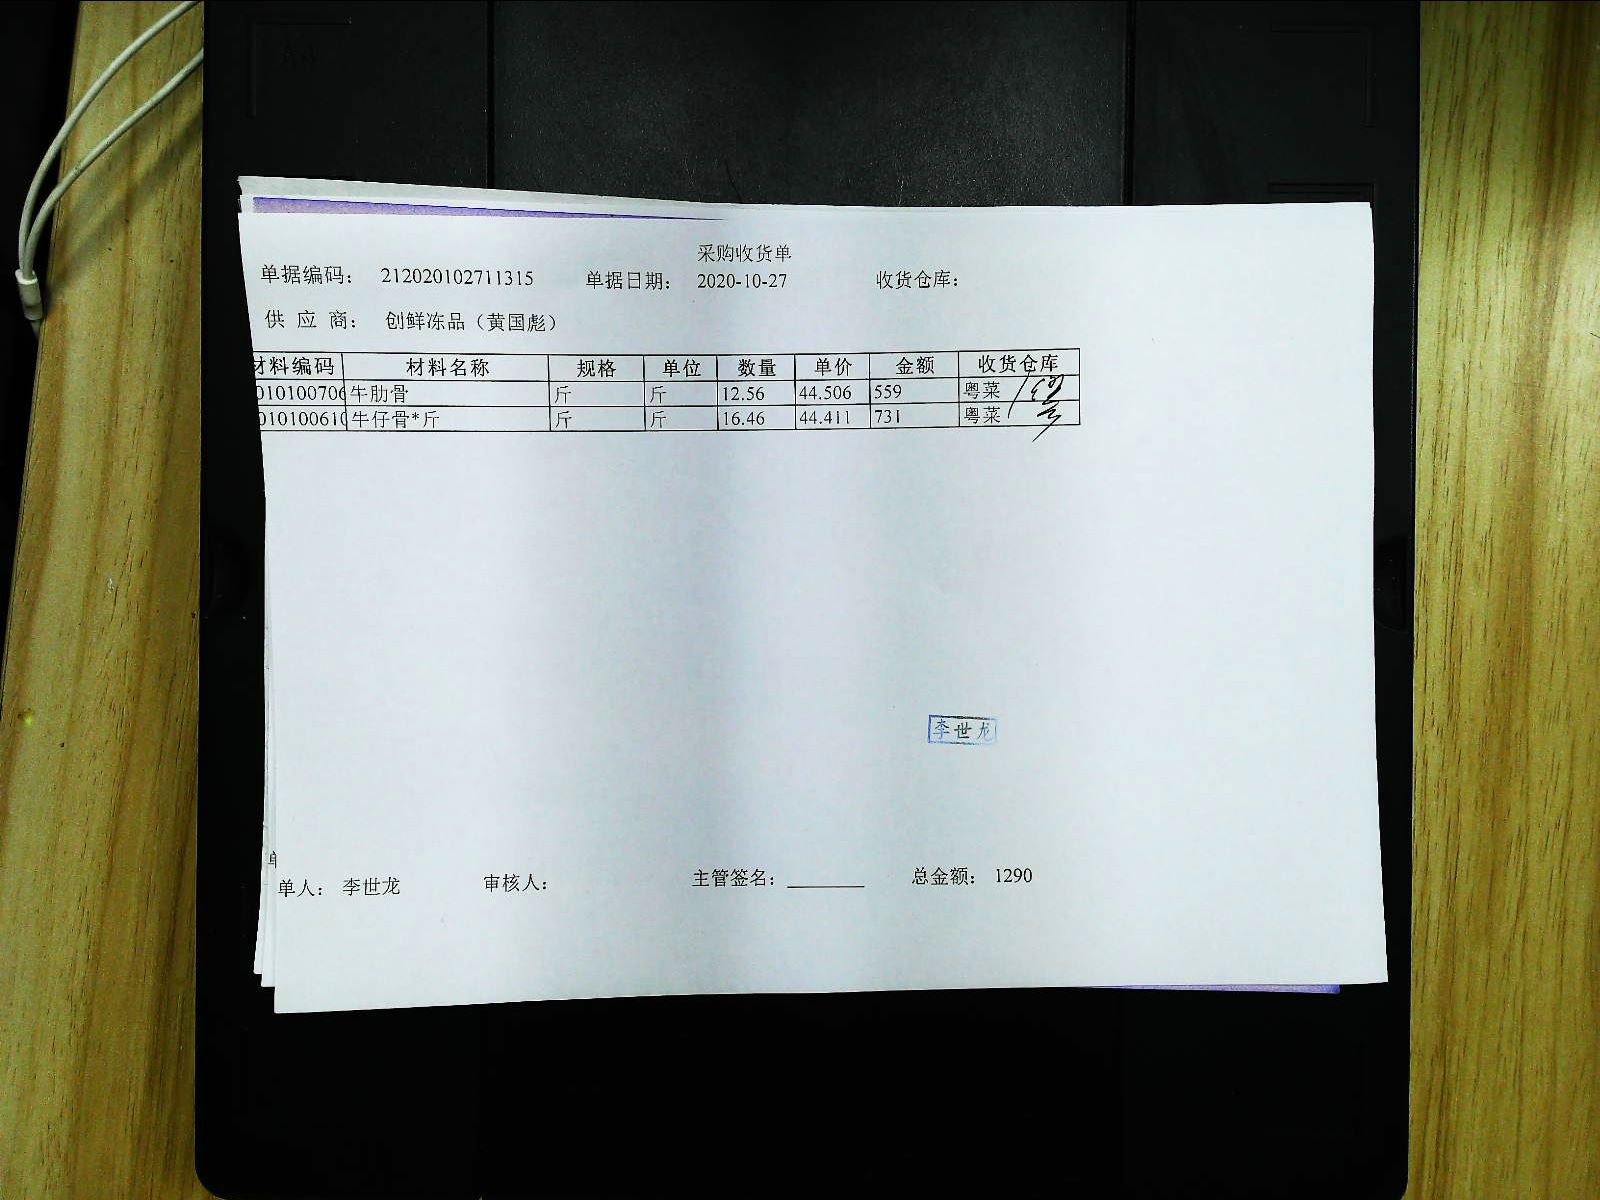 采购收货单
单据编码： 212020102711315 单据日期： 2020-10-27 收货仓库：
供 应 商： 创鲜冻品（黄国彪）
材料编码 材料名称 规格 单位 数量 单价 金额 收货仓库
010100706 牛肋骨 斤 斤 12.56 44.506 559 粤菜
010100610 牛仔骨*斤 斤 斤 16.46 44.411 731 粤菜
李世龙
单人： 李世龙 审核人： 主管签名： 总金额： 1290